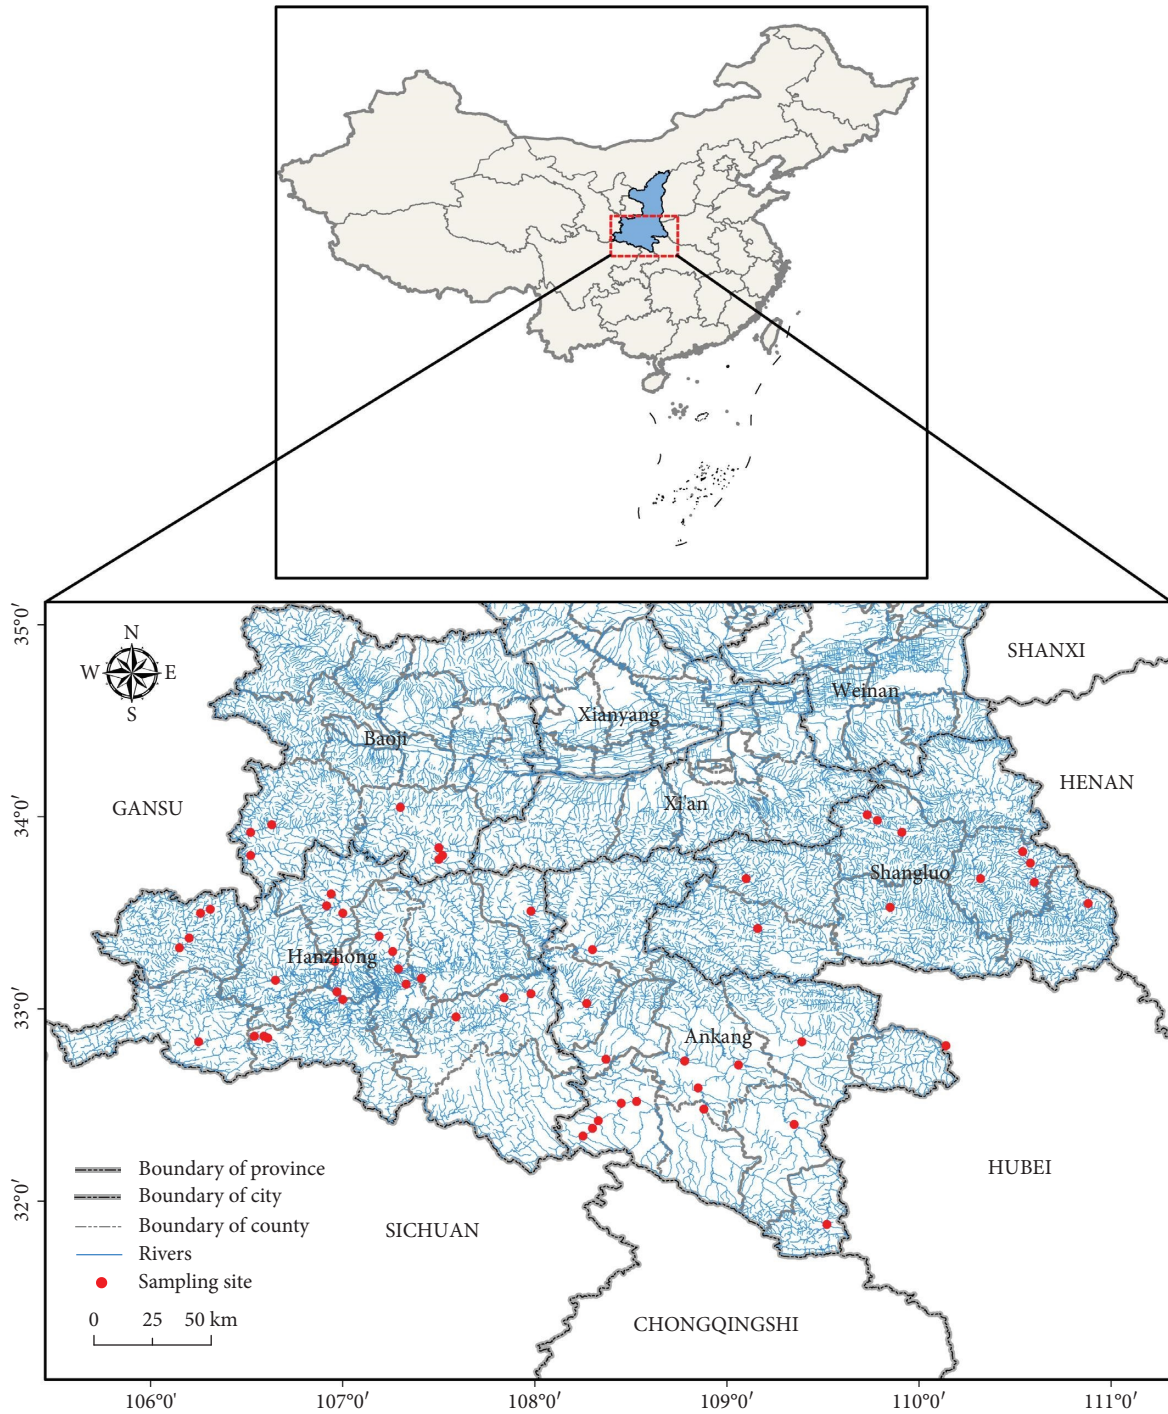 35°0′
34°0′
33°0′
32°0′
N
W
E
S
SHANXI
Weinan
Xianyang
Baoji
HENAN
GANSU
Xi'an
Shangluo
Hanzhong
Ankang
HUBEI
SICHUAN
CHONGQINGSHI
Boundary of province
Boundary of city
Boundary of county
Rivers
Sampling site
0 25 50 km
106°0′ 107°0′ 108°0′ 109°0′ 110°0′ 111°0′